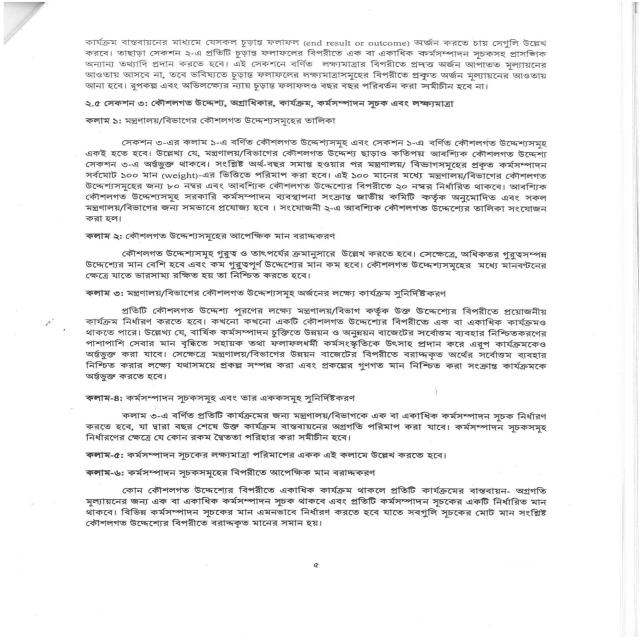 কার্যক্রম বাস্তবায়নের মাধ্যমে যেসকল চূড়ান্ত ফলাফল (end result or outcome) অর্জন করতে চায় সেগুলি উল্লেখ
করবে। তাছাড়া সেকশন ২-এ প্রতিটি চূড়ান্ত ফলাফলের বিপরীতে এক বা একাধিক কর্মসম্পাদন সূচকসহ প্রাসঙ্গিক
অন্যান্য তথ্যাদি প্রদান করতে হবে। এই সেকশনে বর্ণিত লক্ষ্যমাত্রার বিপরীতে প্রদত্ত অর্জন আপাতত মূল্যায়নের
আওতায় আসবে না, তবে ভবিষ্যতে চূড়ান্ত ফলাফলের লক্ষ্যমাত্রাসমূহের বিপরীতে প্রকৃত অর্জন মূল্যায়নের আওতায়
আনা হবে। রূপকল্প এবং অভিলক্ষ্যের ন্যায় চূড়ান্ত ফলাফলও বছর বছর পরিবর্তন করা সমীচীন হবে না।
২.৫ সেকশন ৩: কৌশলগত উদ্দেশ্য, অগ্রাধিকার, কার্যক্রম, কর্মসম্পাদন সূচক এবং লক্ষ্যমাত্রা
কলাম ১: মন্ত্রণালয়/বিভাগের কৌশলগত উদ্দেশ্যসমূহের তালিকা
সেকশন ৩-এর কলাম ১-এ বর্ণিত কৌশলগত উদ্দেশ্যসমূহ এবং সেকশন ১-এ বর্ণিত কৌশলগত উদ্দেশ্যসমূহ
একই হতে হবে। উল্লেখ্য যে, মন্ত্রণালয়/বিভাগের কৌশলগত উদ্দেশ্য ছাড়াও কতিপয় আবশ্যিক কৌশলগত উদ্দেশ্য
সেকশন ৩-এ অর্ন্তভুক্ত থাকবে। সংশ্লিষ্ট অর্থ-বছর সমাপ্ত হওয়ার পর মন্ত্রণালয়/ বিভাগসমূহের প্রকৃত কর্মসম্পাদন
সর্বমোট ১০০ মান (weight)-এর ভিত্তিতে পরিমাপ করা হবে। এই ১০০ মানের মধ্যে মন্ত্রণালয়/বিভাগের কৌশলগত
উদ্দেশ্যসমূহের জন্য ৮০ নম্বর এবং আবশ্যিক কৌশলগত উদ্দেশ্যের বিপরীতে ২০ নম্বর নির্ধারিত থাকবে। আবশ্যিক
কৌশলগত উদ্দেশ্যসমূহ সরকারি কর্মসম্পাদন ব্যবস্থাপনা সংক্রান্ত জাতীয় কমিটি কর্তৃক অনুমোদিত এবং সকল
মন্ত্রণালয়/বিভাগের জন্য সমভাবে প্রযোজ্য হবে । সংযোজনী ২-এ আবশ্যিক কৌশলগত উদ্দেশ্যের তালিকা সংযোজন
করা হল।
কলাম ২: কৌশলগত উদ্দেশ্যসমূহের আপেক্ষিক মান বরাদ্দকরণ
কৌশলগত উদ্দেশ্যসমূহ গুরুত্ব ও তাৎপর্যের ক্রমানুসারে উল্লেখ করতে হবে। সেক্ষেত্রে, অধিকতর গুরুত্বসম্পন্ন
উদ্দেশ্যের মান বেশি হবে এবং কম গুরুত্বপূর্ণ উদ্দেশ্যের মান কম হবে। কৌশলগত উদ্দেশ্যসমূহের মধ্যে মানবণ্টনের
ক্ষেত্রে যাতে ভারসাম্য রক্ষিত হয় তা নিশ্চিত করতে হবে।
কলাম ৩: মন্ত্রণালয়/বিভাগের কৌশলগত উদ্দেশ্যসমূহ অর্জনের লক্ষ্যে কার্যক্রম সুনির্দিষ্টকরণ
প্রতিটি কৌশলগত উদ্দেশ্য পূরণের লক্ষ্যে মন্ত্রণালয়/বিভাগ কর্তৃক উক্ত উদ্দেশ্যের বিপরীতে প্রয়োজনীয়
কার্যক্রম নির্ধারণ করতে হবে। কখনো কখনো একটি কৌশলগত উদ্দেশ্যের বিপরীতে এক বা একাধিক কার্যক্রমও
থাকতে পারে। উল্লেখ্য যে, বার্ষিক কর্মসম্পাদন চুক্তিতে উন্নয়ন ও অনুন্নয়ন বাজেটের সর্বোত্তম ব্যবহার নিশ্চিতকরণের
পাশাপাশি সেবার মান বৃদ্ধিতে সহায়ক তথা ফলাফলধর্মী কর্মসংস্কৃতিকে উৎসাহ প্রদান করে এরূপ কার্যক্রমকেও
অর্ন্তভুক্ত করা যাবে। সেক্ষেত্রে মন্ত্রণালয়/বিভাগের উন্নয়ন বাজেটের বিপরীতে বরাদ্দকৃত অর্থের সর্বোত্তম ব্যবহার
নিশ্চিত করার লক্ষ্যে যথাসময়ে প্রকল্প সম্পন্ন করা এবং প্রকল্পের গুণগত মান নিশ্চিত করা সংক্রান্ত কার্যক্রমকে
অর্ন্তভুক্ত করতে হবে।
কলাম-৪: কর্মসম্পাদন সূচকসমূহ এবং তার এককসমূহ সুনির্দিষ্টকরণ
কলাম ৩-এ বর্ণিত প্রতিটি কার্যক্রমের জন্য মন্ত্রণালয়/বিভাগকে এক বা একাধিক কর্মসম্পাদন সূচক নির্ধারণ
করতে হবে, যা দ্বারা বছর শেষে উক্ত কার্যক্রম বাস্তবায়নের অগ্রগতি পরিমাপ করা যাবে। কর্মসম্পাদন সূচকসমূহ
নির্ধারণের ক্ষেত্রে যে কোন রকম দ্বৈততা পরিহার করা সমীচীন হবে।
কলাম-৫: কর্মসম্পাদন সূচকের লক্ষ্যমাত্রা পরিমাপের একক এই কলামে উল্লেখ করতে হবে।
কলাম-৬: কর্মসম্পাদন সূচকসমূহের বিপরীতে আপেক্ষিক মান বরাদ্দকরণ
কোন কৌশলগত উদ্দেশ্যের বিপরীতে একাধিক কার্যক্রম থাকলে প্রতিটি কার্যক্রমের বাস্তবায়ন- অগ্রগতি
মূল্যায়নের জন্য এক বা একাধিক কর্মসম্পাদন সূচক থাকবে এবং প্রতিটি কর্মসম্পাদন সূচকের একটি নির্ধারিত মান
থাকবে। বিভিন্ন কর্মসম্পাদন সূচকের মান এমনভাবে নির্ধারণ করতে হবে যাতে সবগুলি সূচকের মোট মান সংশ্লিষ্ট
কৌশলগত উদ্দেশ্যের বিপরীতে বরাদ্দকৃত মানের সমান হয়।
৫